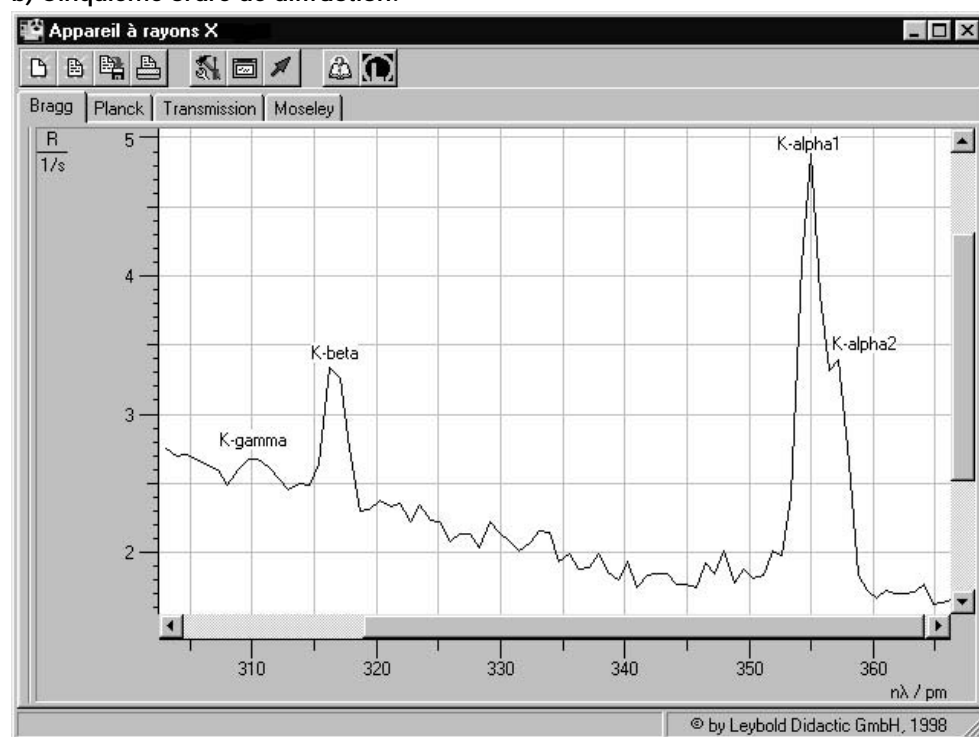 Appareil à rayons X
Bragg Planck Transmission Moseley
R
1/s
5
K-alpha1
4
K-beta
K-alpha2
3
K-gamma
2
310 320 330 340 350 360
nλ / pm
© by Leybold Didactic GmbH, 1998